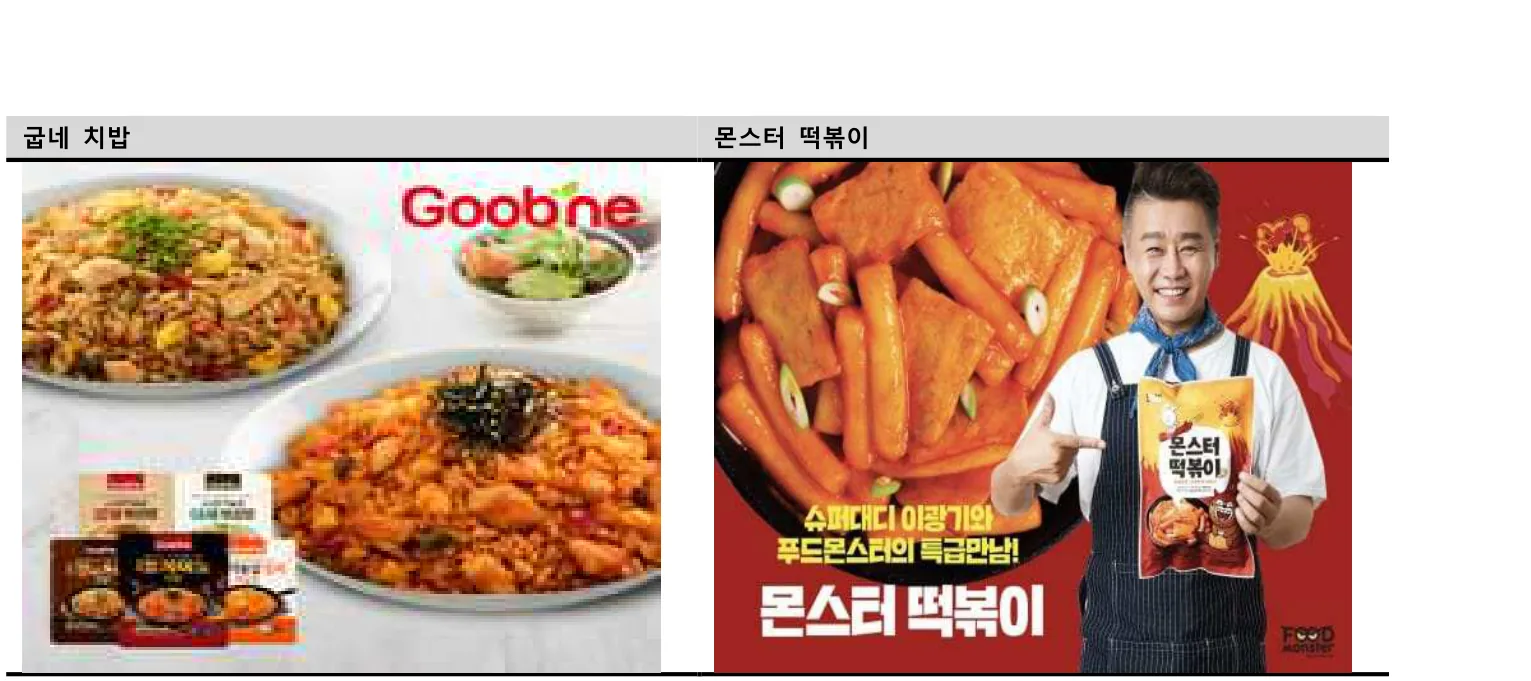 굽네 치밥
몬스터 떡볶이
Goobne
몬스터
떡볶이
슈퍼대디 이광기와
푸드몬스터의 특급만남!
몬스터 떡볶이
FOOD
Monster